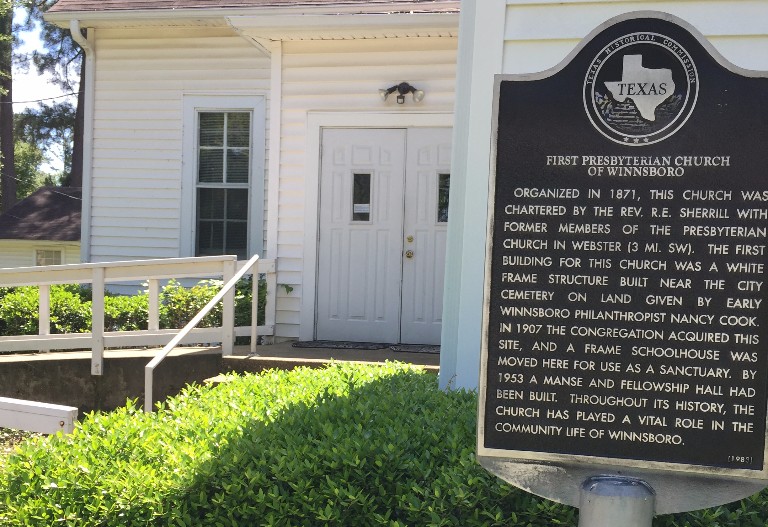 TEXAS HISTORICAL COMMISSION
TEXAS
FIRST PRESBYTERIAN CHURCH
OF WINNSBORO
ORGANIZED IN 1871, THIS CHURCH WAS
CHARTERED BY THE REV. R.E. SHERRILL WITH
FORMER MEMBERS OF THE PRESBYTERIAN
CHURCH IN WEBSTER (3 MI. SW). THE FIRST
BUILDING FOR THIS CHURCH WAS A WHITE
FRAME STRUCTURE BUILT NEAR THE CITY
CEMETERY ON LAND GIVEN BY EARLY
WINNSBORO PHILANTHROPIST NANCY COOK.
IN 1907 THE CONGREGATION ACQUIRED THIS
SITE, AND A FRAME SCHOOLHOUSE WAS
MOVED HERE FOR USE AS A SANCTUARY. BY
1953 A MANSE AND FELLOWSHIP HALL HAD
BEEN BUILT. THROUGHOUT ITS HISTORY, THE
CHURCH HAS PLAYED A VITAL ROLE IN THE
COMMUNITY LIFE OF WINNSBORO.